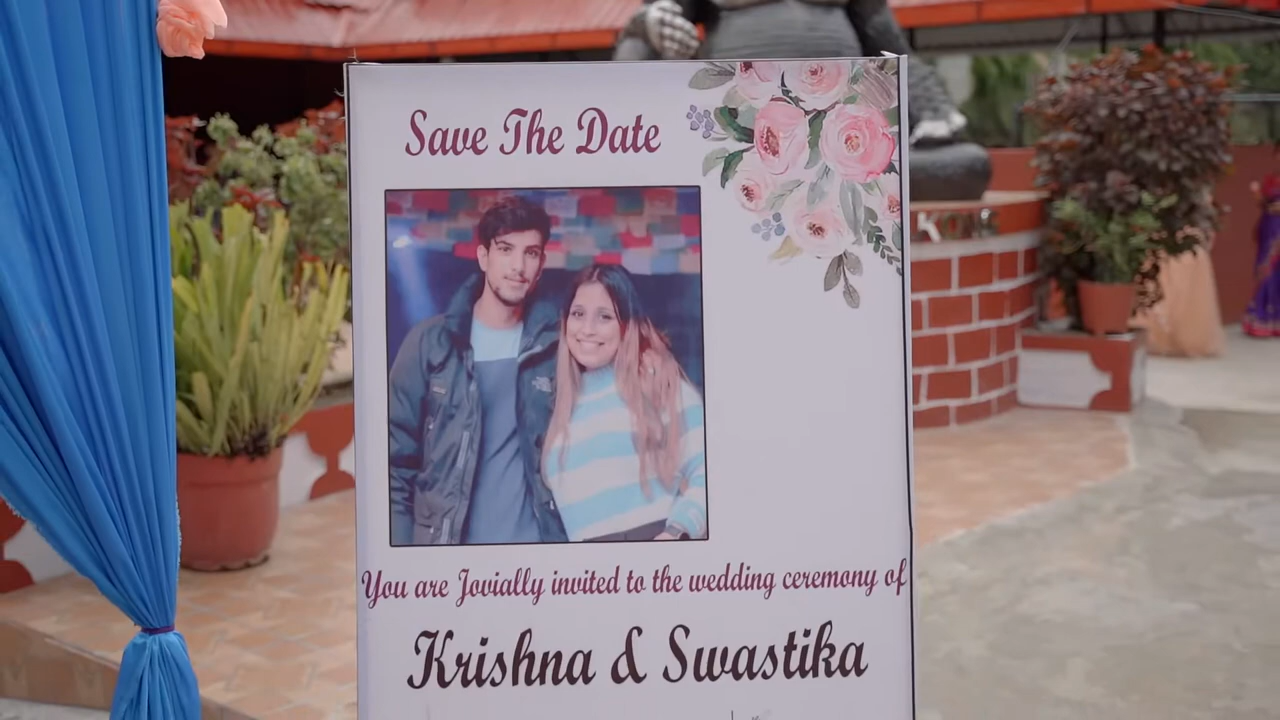 Save The Date
You are Jovially invited to the wedding ceremony of
Krishna & Swastika